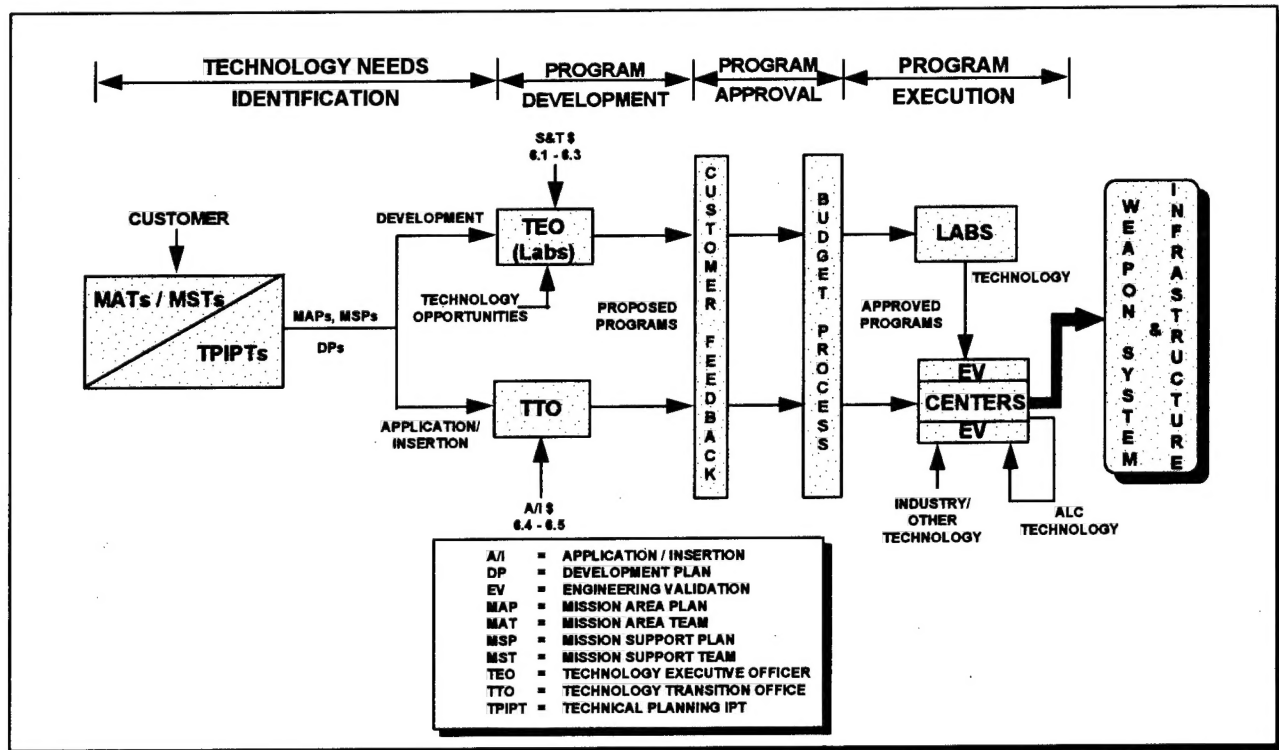 TECHNOLOGY NEEDS
IDENTIFICATION
PROGRAM
DEVELOPMENT
PROGRAM
APPROVAL
PROGRAM
EXECUTION
S&T $
6.1 - 6.3
CUSTOMER
DEVELOPMENT
TEO
(Labs)
TECHNOLOGY
OPPORTUNITIES
MATs / MSTs
TPIPTs
MAPs, MSPs
DPs
PROPOSED
PROGRAMS
APPLICATION/
INSERTION
TTO
A/I $
6.4 - 6.5
CUSTOMER FEEDBACK
BUDGET PROCESS
LABS
TECHNOLOGY
APPROVED
PROGRAMS
EV
CENTERS
EV
INDUSTRY/
OTHER
TECHNOLOGY
ALC
TECHNOLOGY
WEAPON SYSTEM
&
INFRASTRUCTURE
A/I = APPLICATION / INSERTION
DP = DEVELOPMENT PLAN
EV = ENGINEERING VALIDATION
MAP = MISSION AREA PLAN
MAT = MISSION AREA TEAM
MSP = MISSION SUPPORT PLAN
MST = MISSION SUPPORT TEAM
TEO = TECHNOLOGY EXECUTIVE OFFICER
TTO = TECHNOLOGY TRANSITION OFFICE
TPIPT = TECHNICAL PLANNING IPT